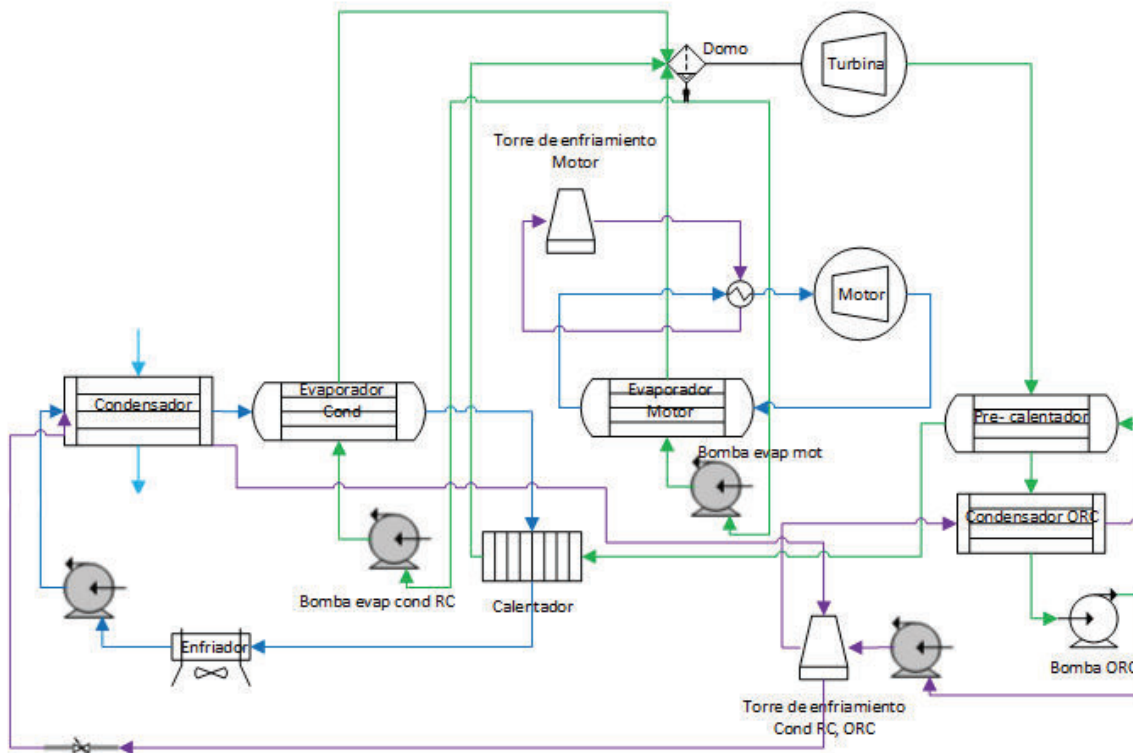 Domo
Turbina
Torre de enfriamiento
Motor
Motor
Condensador
Evaporador
Cond
Evaporador
Motor
Pre- calentador
Bomba evap mot
Condensador ORC
Bomba evap cond RC
Calentador
Enfriador
Bomba ORC
Torre de enfriamiento
Cond RC, ORC